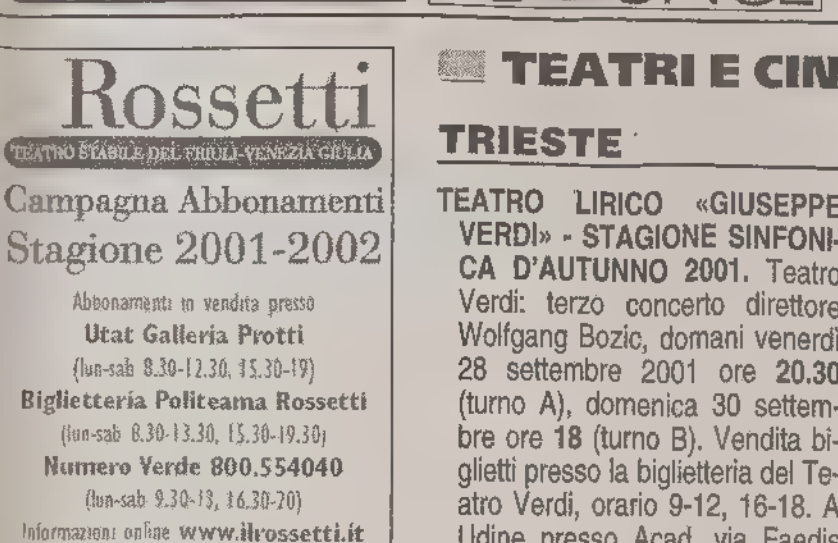 Rossetti
TEATRO STABILE DEL FRIULI-VENEZIA GIULIA
Campagna Abbonamenti
Stagione 2001-2002
Abbonamenti in vendita presso
Utat Galleria Protti
(lun-sab 8.30-12.30, 15.30-19)
Biglietteria Politeama Rossetti
(lun-sab 8.30-13.30, 15.30-19.30)
Numero Verde 800.554040
(lun-sab 9.30-13, 16.30-20)
Informazioni online www.ilrossetti.it
TEATRI E CIN
TRIESTE
TEATRO LIRICO «GIUSEPPE
VERDI» - STAGIONE SINFONI-
CA D'AUTUNNO 2001. Teatro
Verdi: terzo concerto direttore
Wolfgang Bozic, domani venerdì
28 settembre 2001 ore 20.30
(turno A), domenica 30 settem-
bre ore 18 (turno B). Vendita bi-
glietti presso la biglietteria del Te-
atro Verdi, orario 9-12, 16-18. A
Udine presso Acad, via Faedis